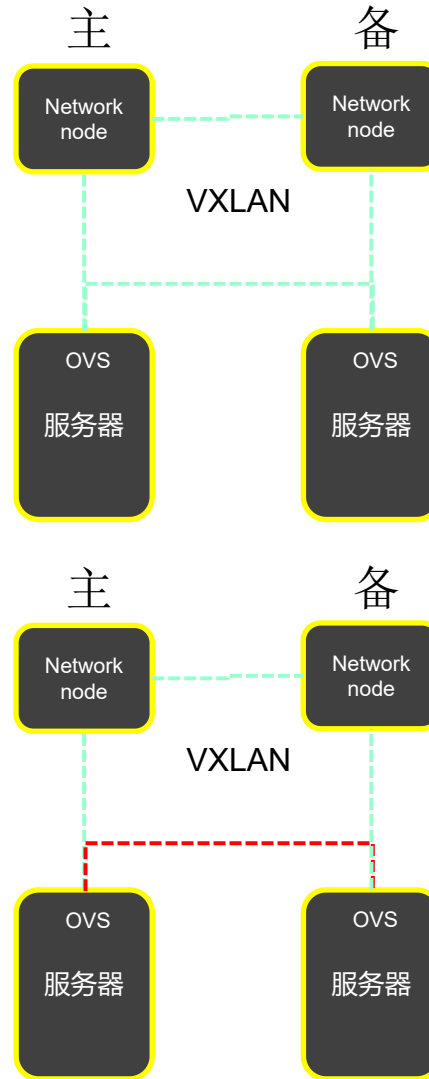 主 备
Network
node
Network
node
VXLAN
OVS
服务器
OVS
服务器
主 备
Network
node
Network
node
VXLAN
OVS
服务器
OVS
服务器